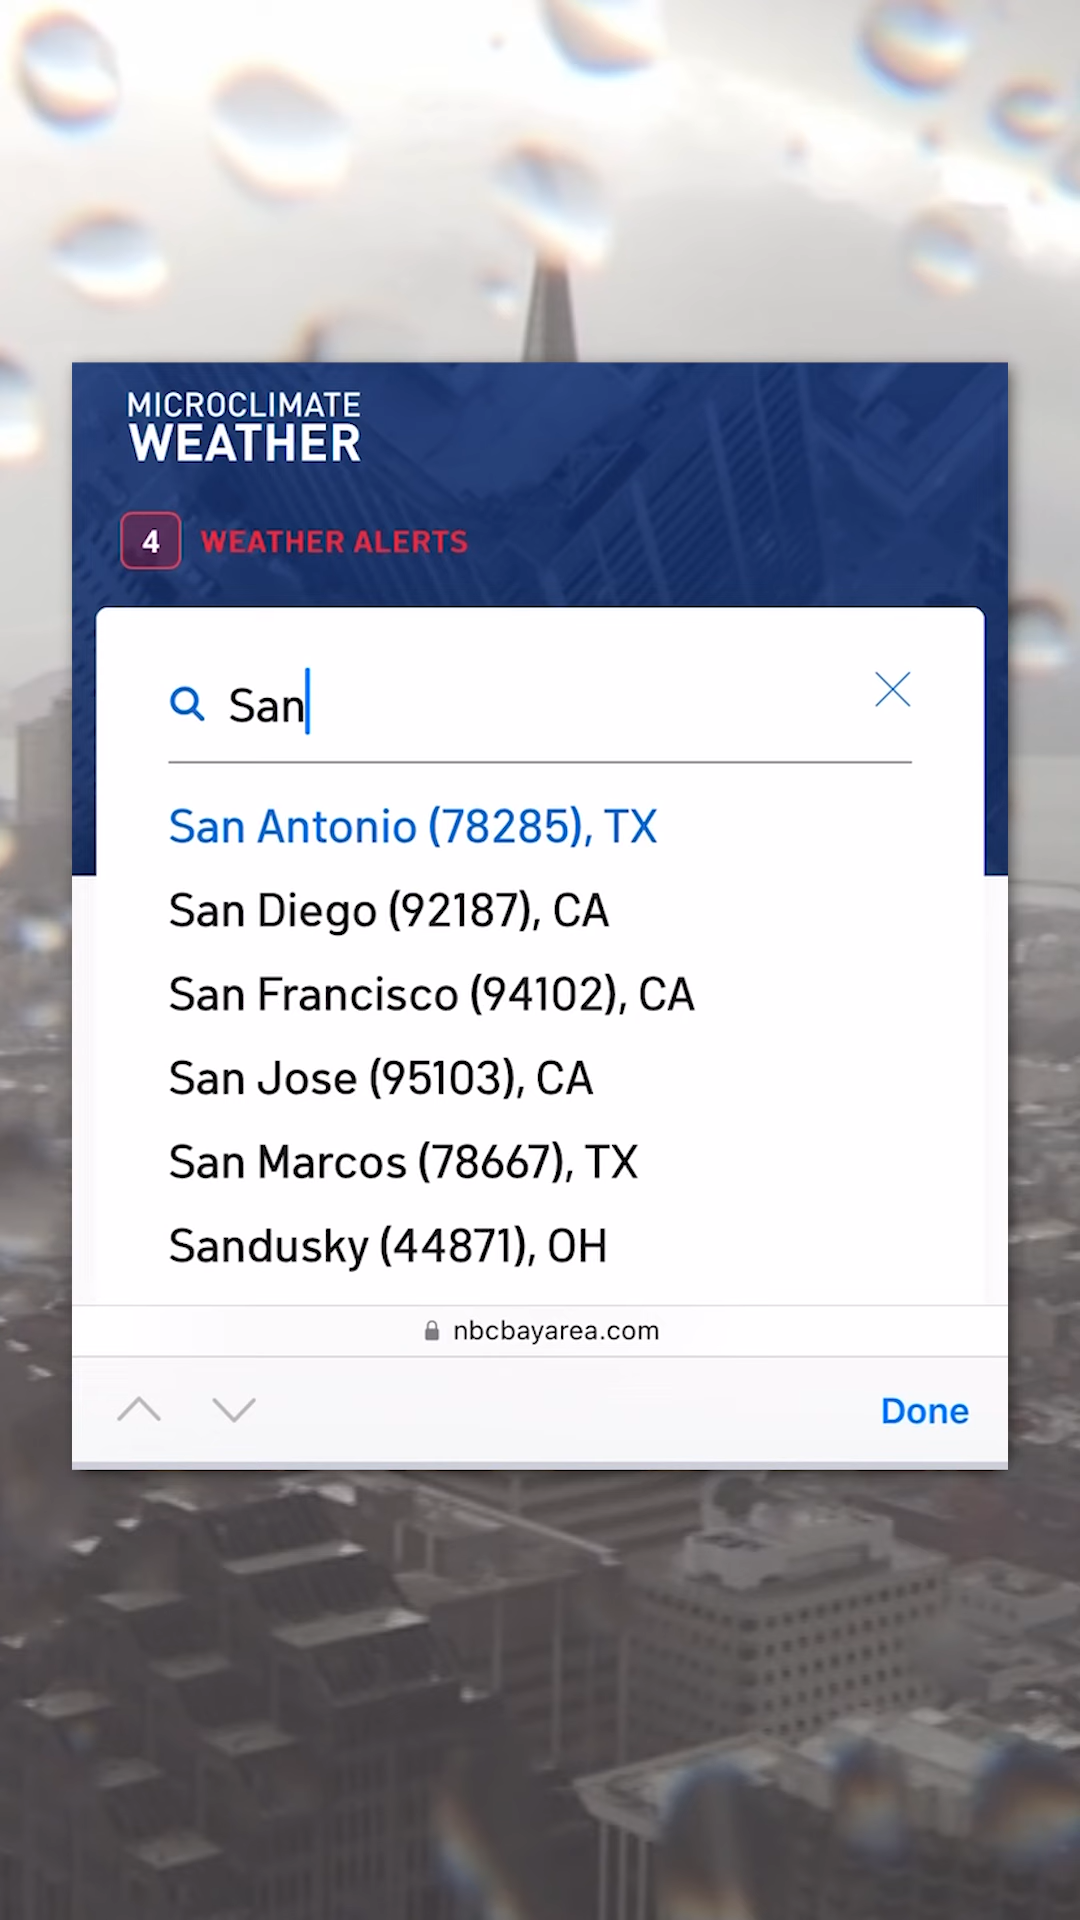 MICROCLIMATE
WEATHER
4 WEATHER ALERTS
San
San Antonio (78285), TX
San Diego (92187), CA
San Francisco (94102), CA
San Jose (95103), CA
San Marcos (78667), TX
Sandusky (44871), OH
nbcbayarea.com
Done